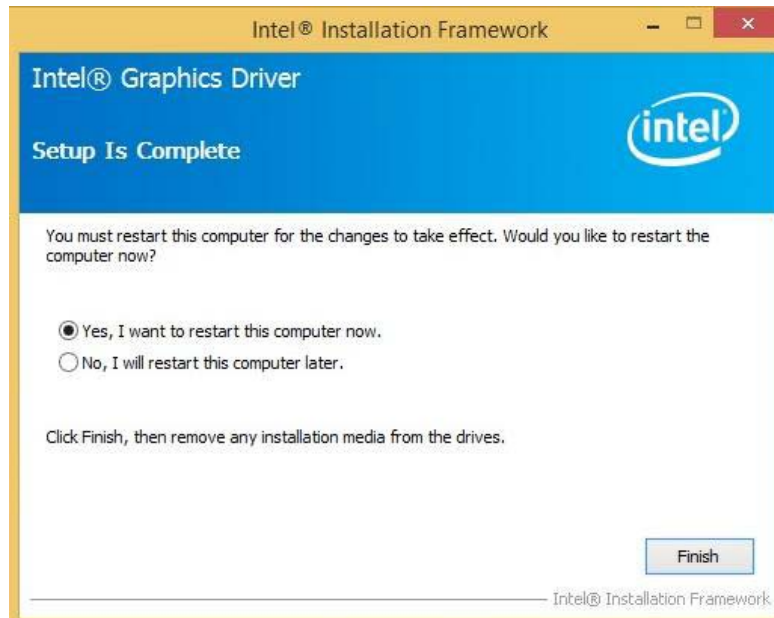 Intel® Installation Framework
Intel® Graphics Driver
intel
Setup Is Complete
You must restart this computer for the changes to take effect. Would you like to restart the
computer now?
Yes, I want to restart this computer now.
No, I will restart this computer later.
Click Finish, then remove any installation media from the drives.
Finish
Intel® Installation Framework